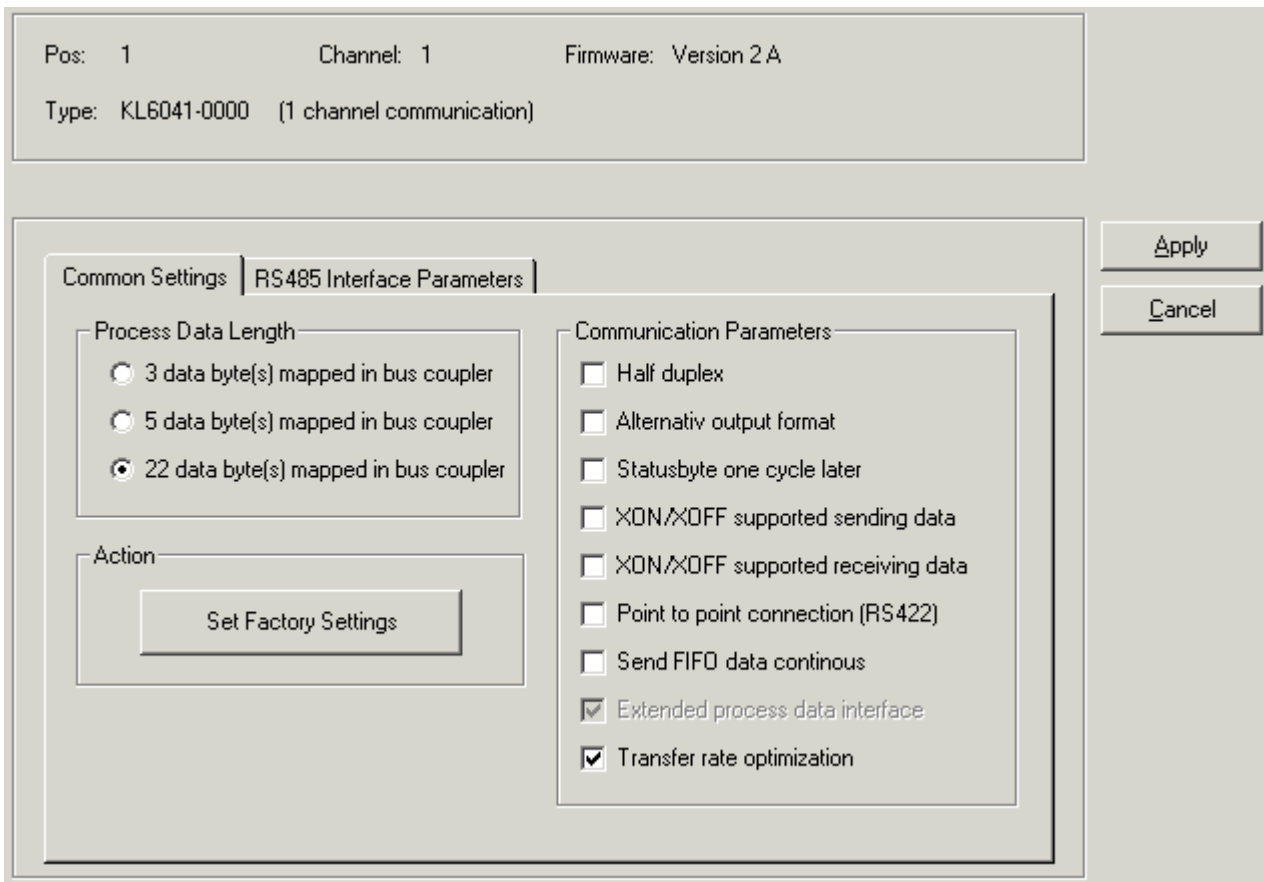 Pos: 1 Channel: 1 Firmware: Version 2 A
Type: KL6041-0000 (1 channel communication)
Apply
Cancel
Common Settings RS485 Interface Parameters
Process Data Length
3 data byte(s) mapped in bus coupler
5 data byte(s) mapped in bus coupler
22 data byte(s) mapped in bus coupler
Action
Set Factory Settings
Communication Parameters
Half duplex
Alternativ output format
Statusbyte one cycle later
XON/XOFF supported sending data
XON/XOFF supported receiving data
Point to point connection (RS422)
Send FIFO data continous
Extended process data interface
Transfer rate optimization